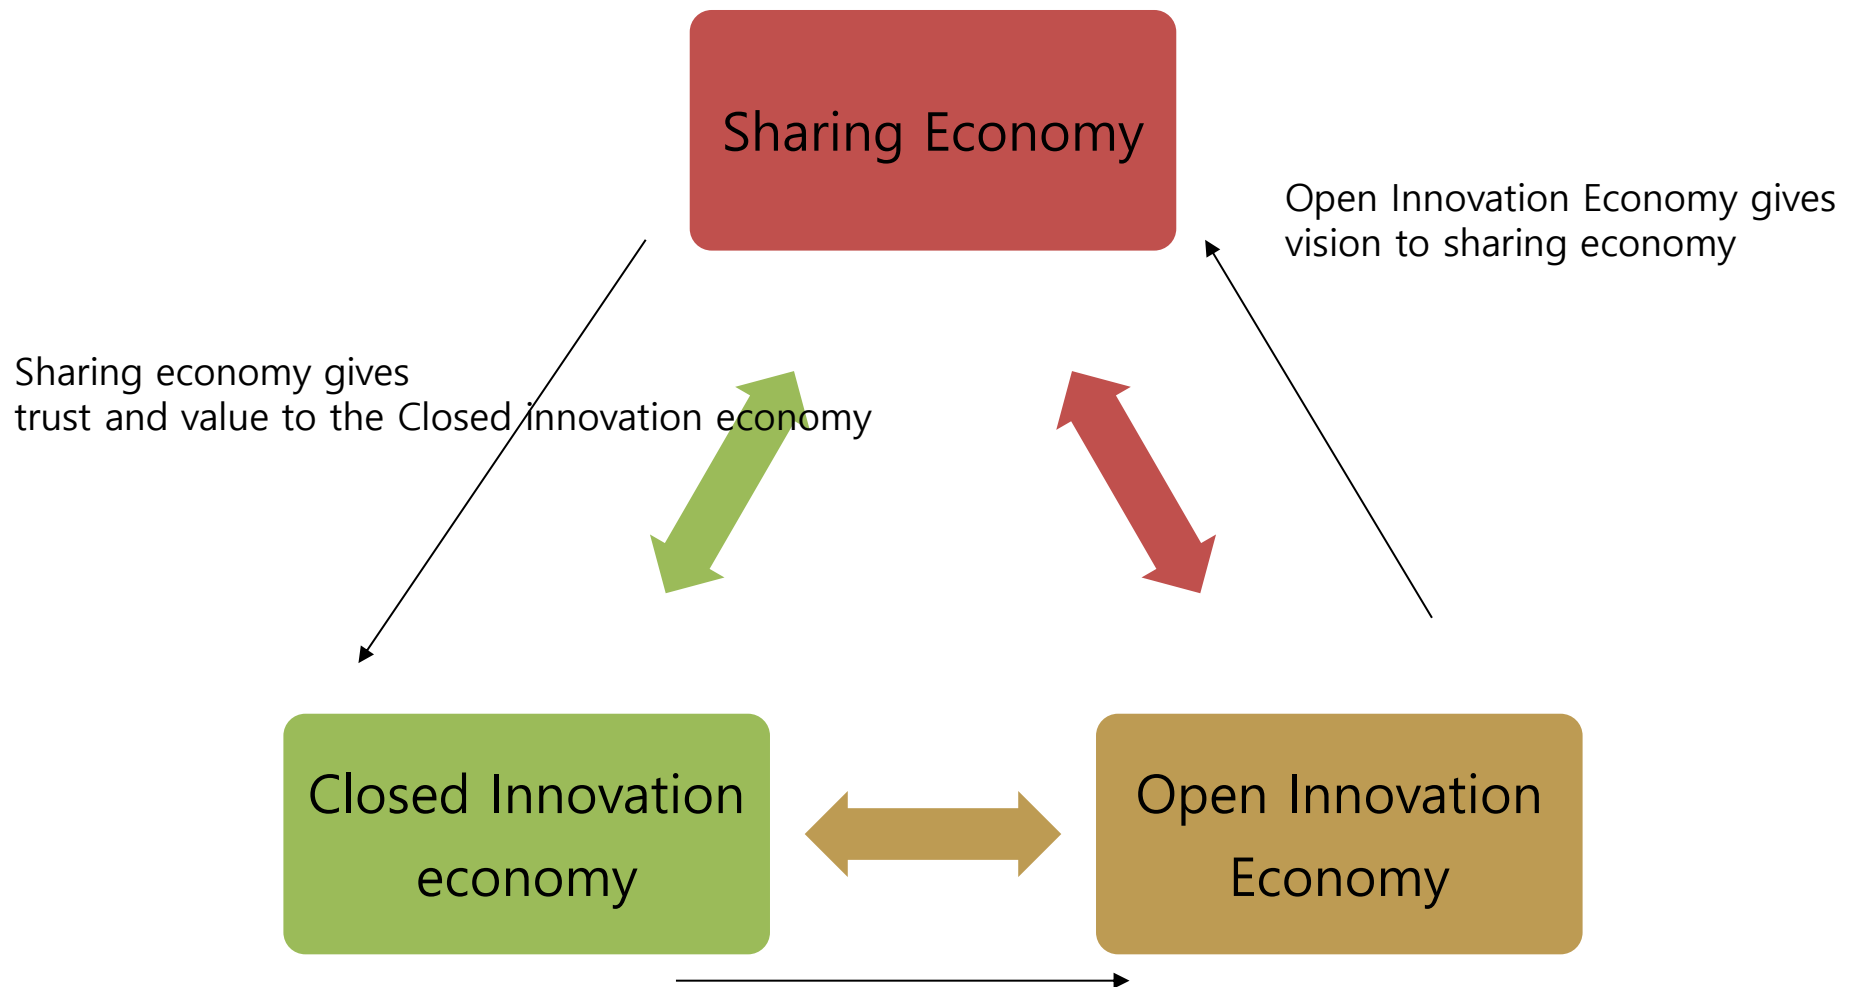 Sharing Economy
Open Innovation Economy gives
vision to sharing economy
Sharing economy gives
trust and value to the Closed innovation economy
Closed Innovation
economy
Open Innovation
Economy